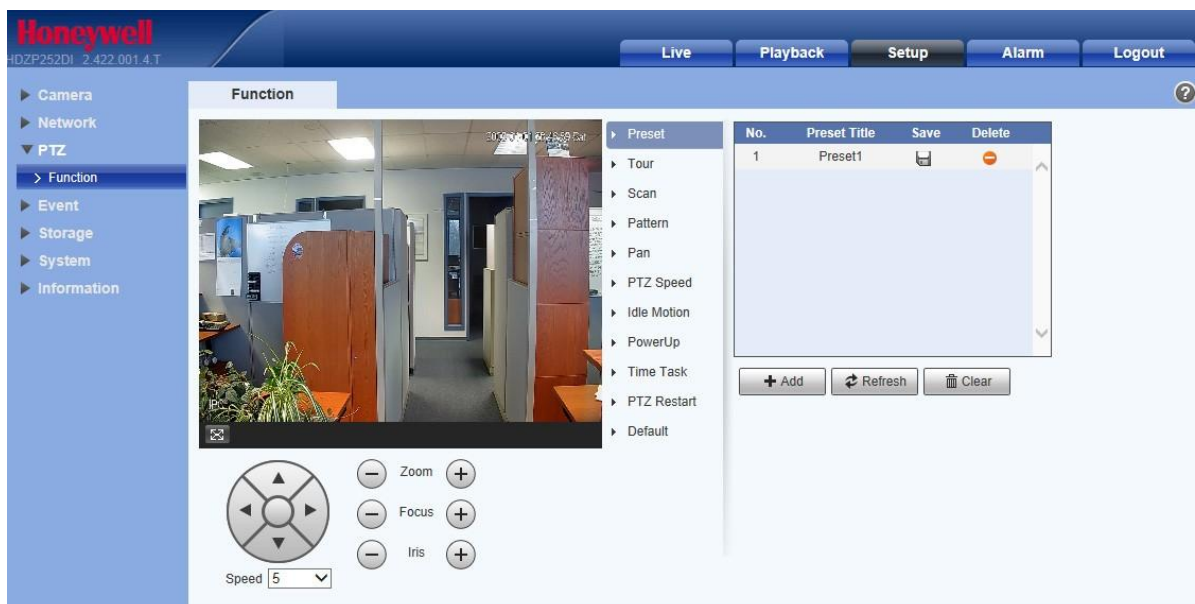 Honeywell
HDZP252DI 2.422.001.4.T
Live
Playback
Setup
Alarm
Logout
Camera
Network
PTZ
Function
Event
Storage
System
Information
Function
?
IPC
Preset
Tour
Scan
Pattern
Pan
PTZ Speed
Idle Motion
PowerUp
Time Task
PTZ Restart
Default
No. Preset Title Save Delete
1 Preset1
Add
Refresh
Clear
Zoom
Focus
Iris
Speed 5